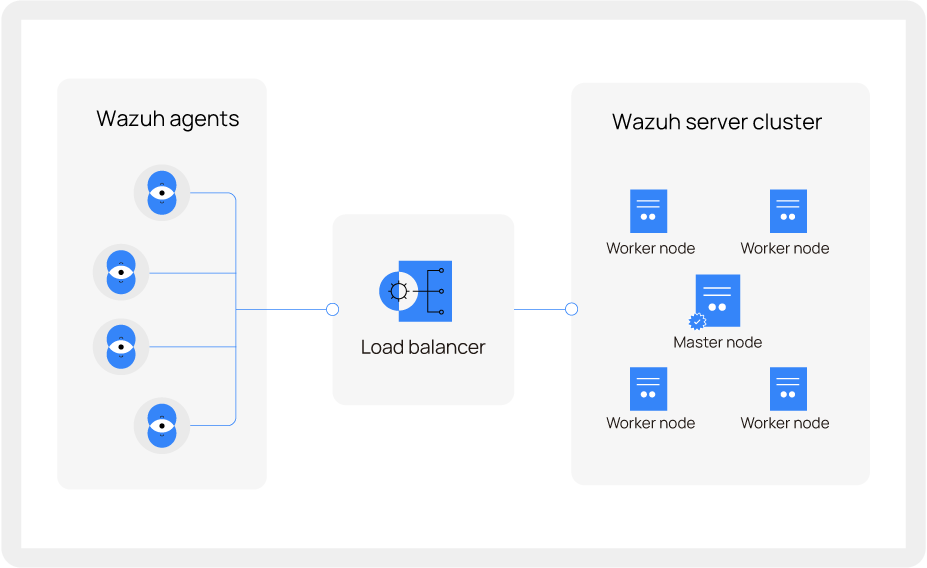 Wazuh agents
Wazuh server cluster
Worker node
Worker node
Load balancer
Master node
Worker node
Worker node